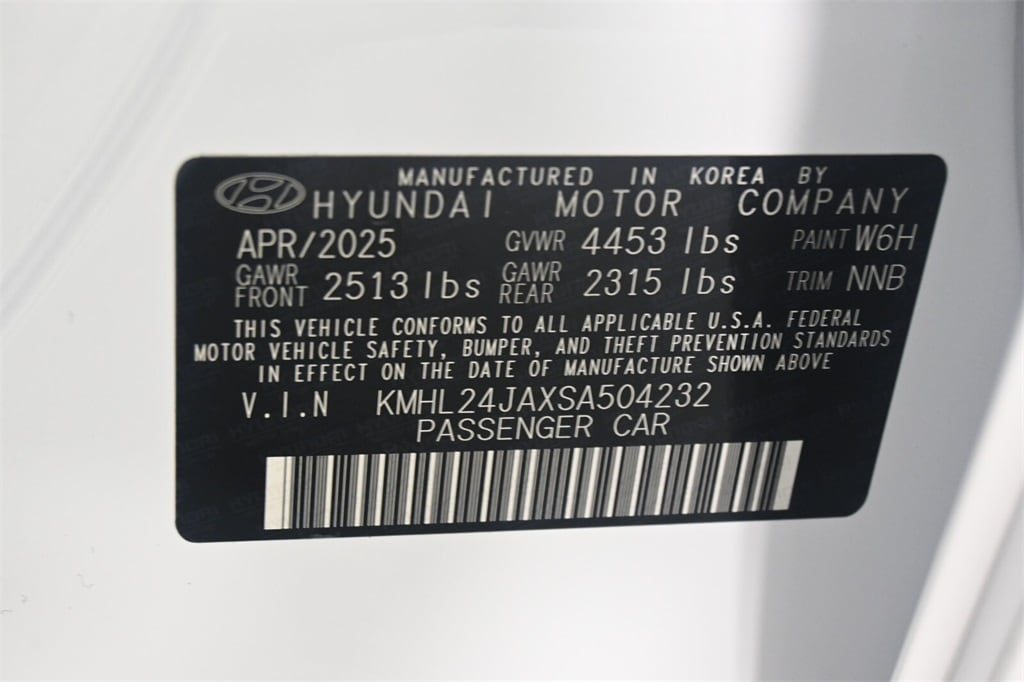 MANUFACTURED IN KOREA BY
HYUNDAI MOTOR COMPANY
APR/2025 GVWR 4453 lbs PAINT W6H
GAWR FRONT 2513 lbs GAWR REAR 2315 lbs TRIM NNB
THIS VEHICLE CONFORMS TO ALL APPLICABLE U.S.A. FEDERAL
MOTOR VEHICLE SAFETY, BUMPER, AND THEFT PREVENTION STANDARDS
IN EFFECT ON THE DATE OF MANUFACTURE SHOWN ABOVE
V.I.N KMHL24JAXSA504232
PASSENGER CAR